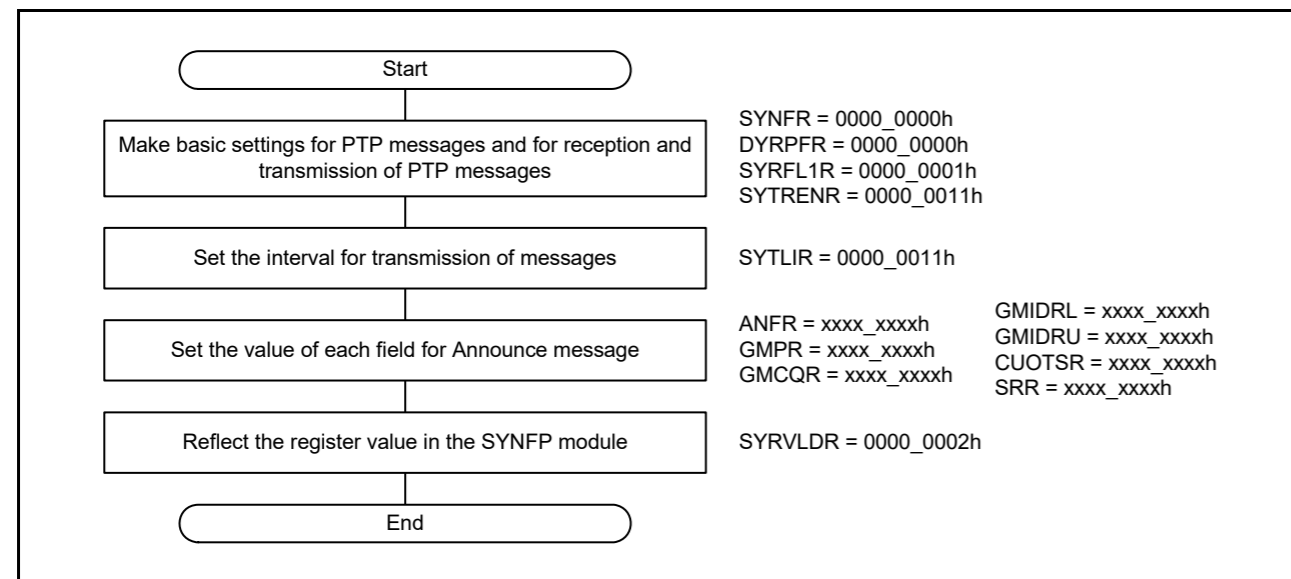 Start
Make basic settings for PTP messages and for reception and
transmission of PTP messages
SYNFR = 0000_0000h
DYRPFR = 0000_0000h
SYRFL1R = 0000_0001h
SYTRENR = 0000_0011h
Set the interval for transmission of messages
SYTLIR = 0000_0011h
Set the value of each field for Announce message
ANFR = xxxx_xxxxh
GMPR = xxxx_xxxxh
GMCQR = xxxx_xxxxh
GMIDRL = xxxx_xxxxh
GMIDRU = xxxx_xxxxh
CUOTSR = xxxx_xxxxh
SRR = xxxx_xxxxh
Reflect the register value in the SYNFP module
SYRVLDR = 0000_0002h
End